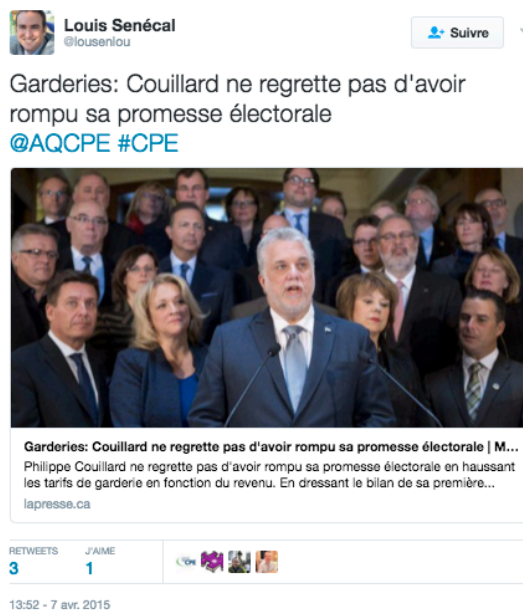 Louis Senécal
@lousenlou
Suivre
Garderies: Couillard ne regrette pas d'avoir
rompu sa promesse électorale
@AQCPE #CPE
Garderies: Couillard ne regrette pas d'avoir rompu sa promesse électorale | M...
Philippe Couillard ne regrette pas d'avoir rompu sa promesse électorale en haussant
les tarifs de garderie en fonction du revenu. En dressant le bilan de sa première...
lapresse.ca
RETWEETS J'AIME
3 1
CPE
13:52 - 7 avr. 2015